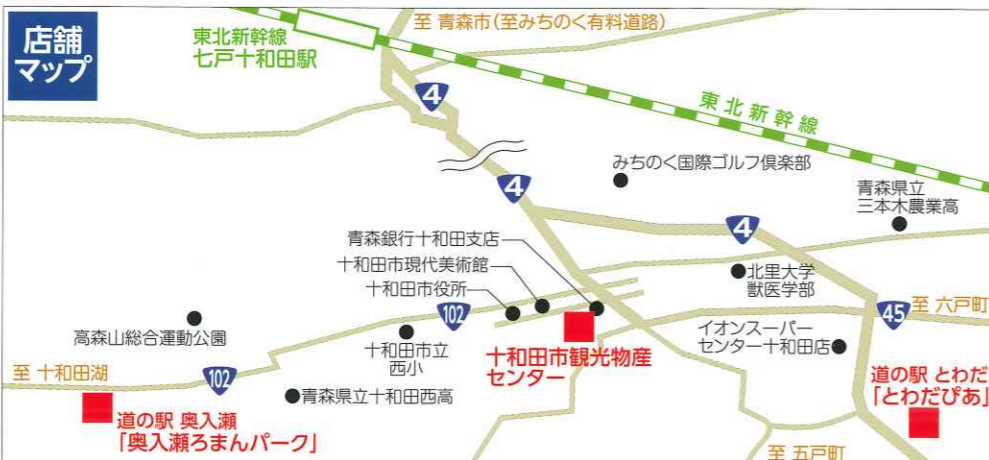 店舗
マップ
東北新幹線
七戸十和田駅
至 青森市(至みちのく有料道路)
4
東北新幹線
4
みちのく国際ゴルフ倶楽部
青森県立
三本木農業高
4
青森銀行十和田支店
十和田市現代美術館
十和田市役所
北里大学
獣医学部
102
45
至 六戸町
高森山総合運動公園
十和田市立
西小
十和田市観光物産
センター
イオンスーパー
センター十和田店
至 十和田湖
102
青森県立十和田西高
道の駅 とわだ
「とわだぴあ」
道の駅 奥入瀬
「奥入瀬ろまんパーク」
至 五戸町